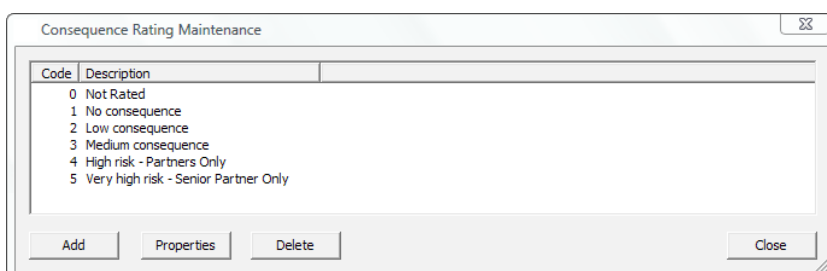 Consequence Rating Maintenance
Code Description
0 Not Rated
1 No consequence
2 Low consequence
3 Medium consequence
4 High risk - Partners Only
5 Very high risk - Senior Partner Only
Add Properties Delete Close